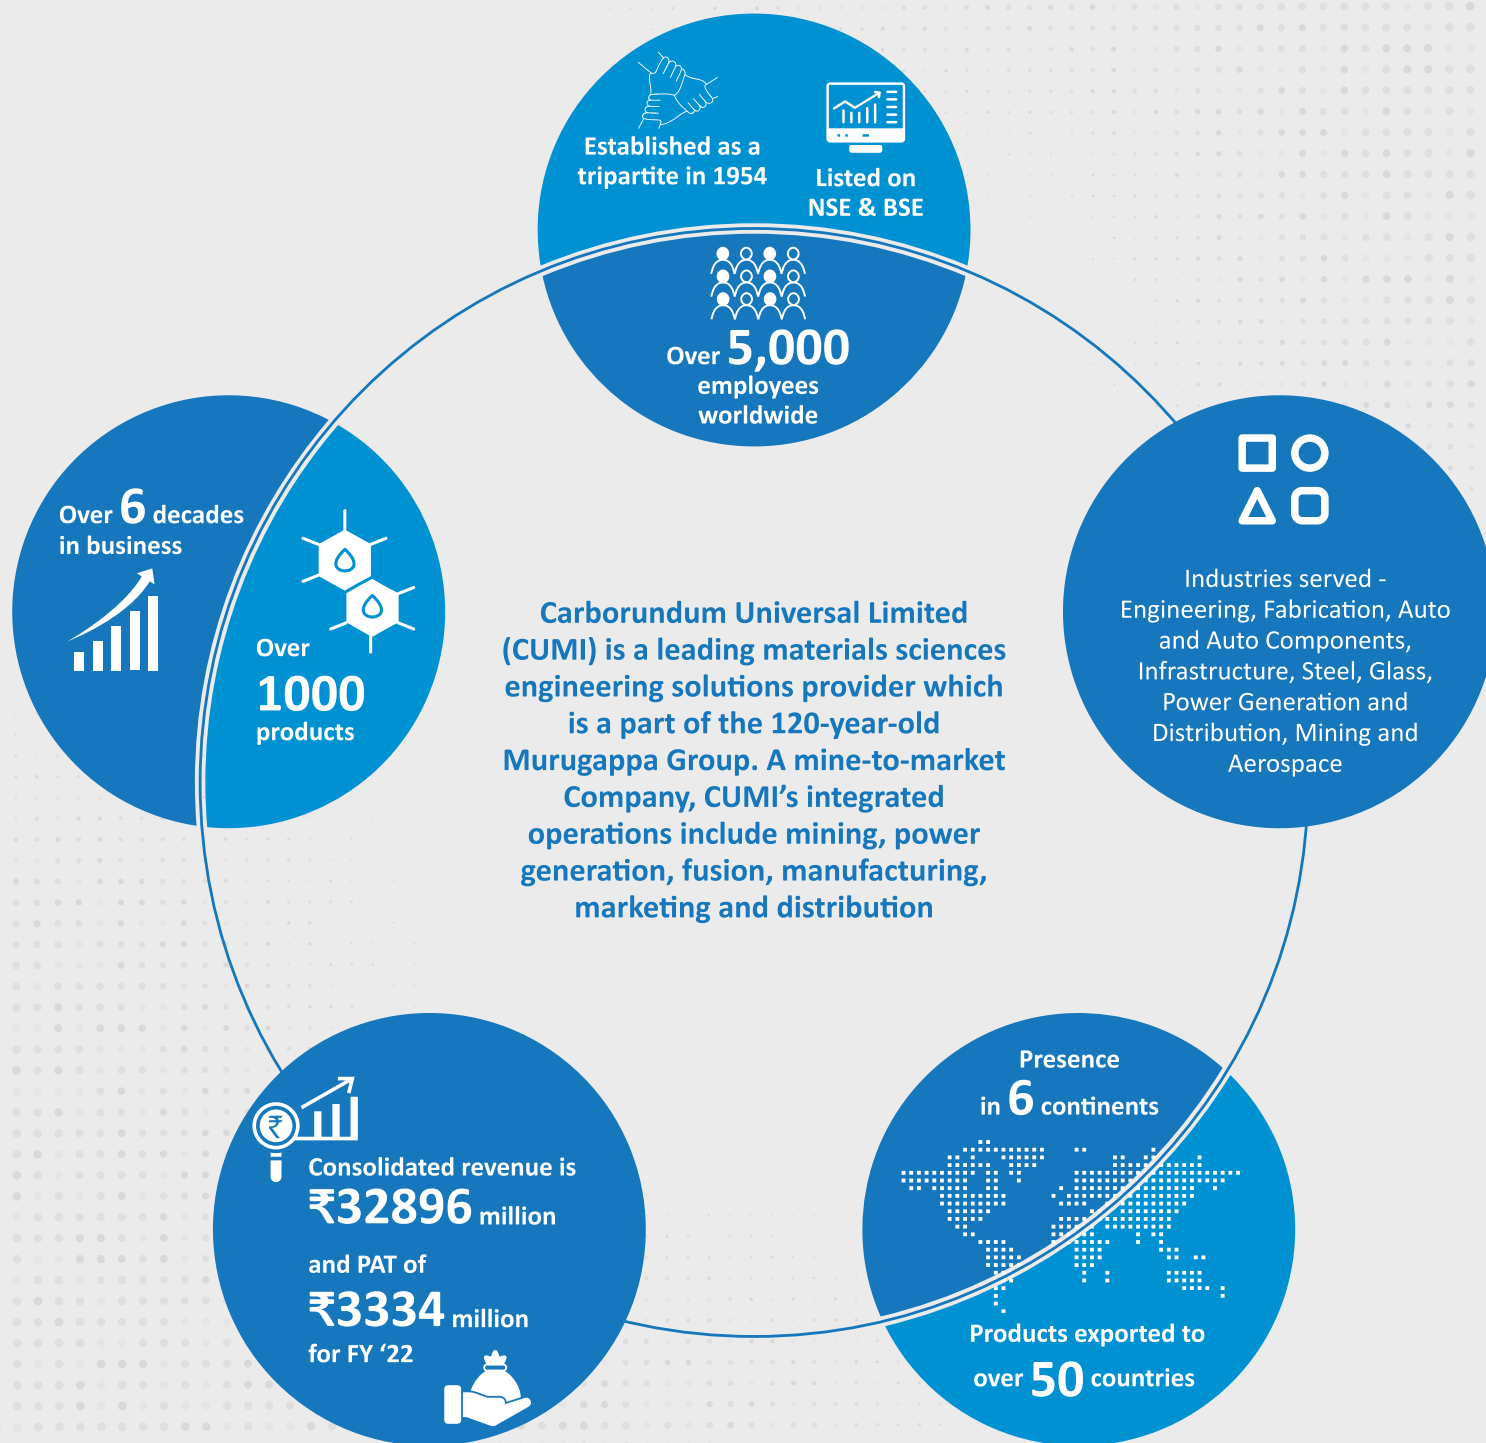 Established as a
tripartite in 1954
Listed on
NSE & BSE
Over 5,000
employees
worldwide
Over 6 decades
in business
Over
1000
products
Industries served -
Engineering, Fabrication, Auto
and Auto Components,
Infrastructure, Steel, Glass,
Power Generation and
Distribution, Mining and
Aerospace
Carborundum Universal Limited
(CUMI) is a leading materials sciences
engineering solutions provider which
is a part of the 120-year-old
Murugappa Group. A mine-to-market
Company, CUMI’s integrated
operations include mining, power
generation, fusion, manufacturing,
marketing and distribution
₹
Consolidated revenue is
₹32896 million
and PAT of
₹3334 million
for FY ‘22
Presence
in 6 continents
Products exported to
over 50 countries